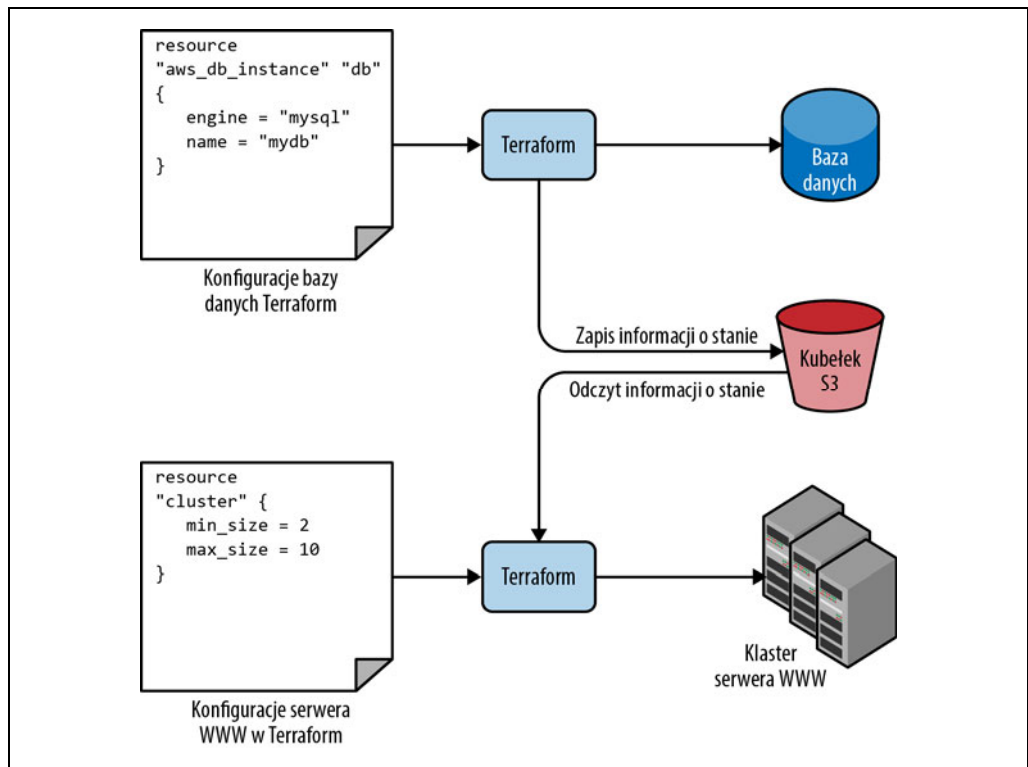 resource
"aws_db_instance" "db"
{
engine = "mysql"
name = "mydb"
}
Konfiguracje bazy
danych Terraform
Terraform
Baza
danych
Zapis informacji o stanie
Odczyt informacji o stanie
Kubełek
S3
resource
"cluster" {
min_size = 2
max_size = 10
}
Konfiguracje serwera
WWW w Terraform
Terraform
Klaster
serwera WWW